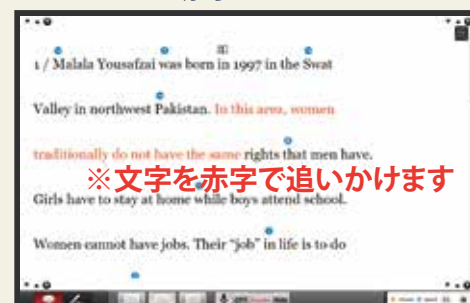 1 / Malala Yousafzai was born in 1997 in the Swat
Valley in northwest Pakistan. In this area, women
traditionally do not have the same rights that men have.
※文字を赤字で追いかけます
Girls have to stay at home while boys attend school.
Women cannot have jobs. Their “job” in life is to do